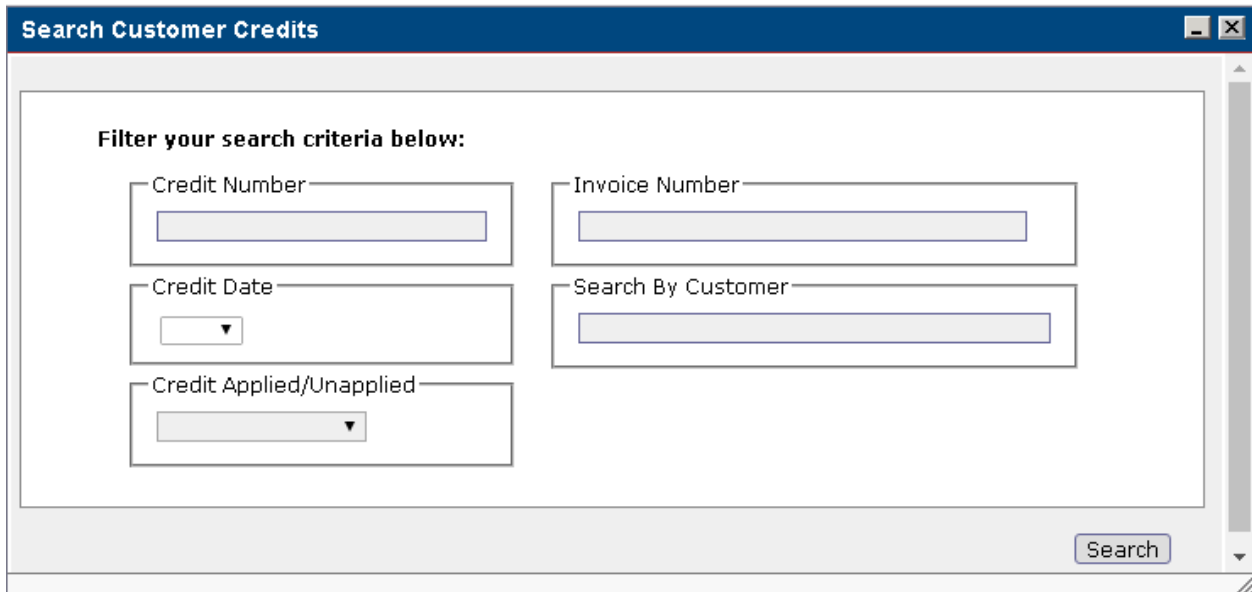 Search Customer Credits
Filter your search criteria below:
Credit Number
Invoice Number
Credit Date
Search By Customer
Credit Applied/Unapplied
Search